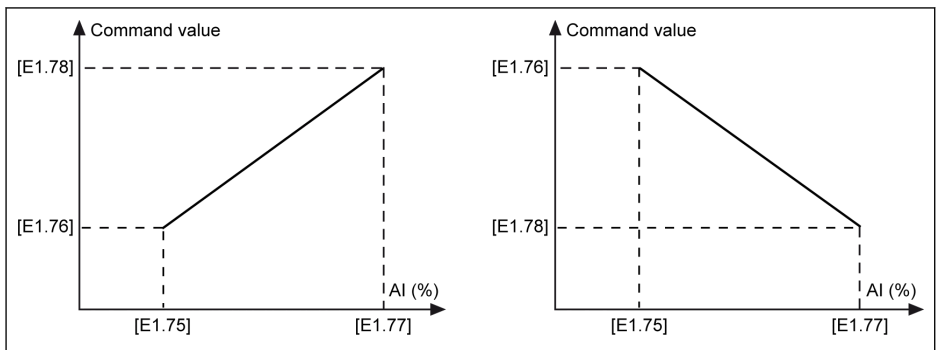 Command value
[E1.78]
[E1.76]
AI (%)
[E1.75]
[E1.77]
Command value
[E1.76]
[E1.78]
AI (%)
[E1.75]
[E1.77]